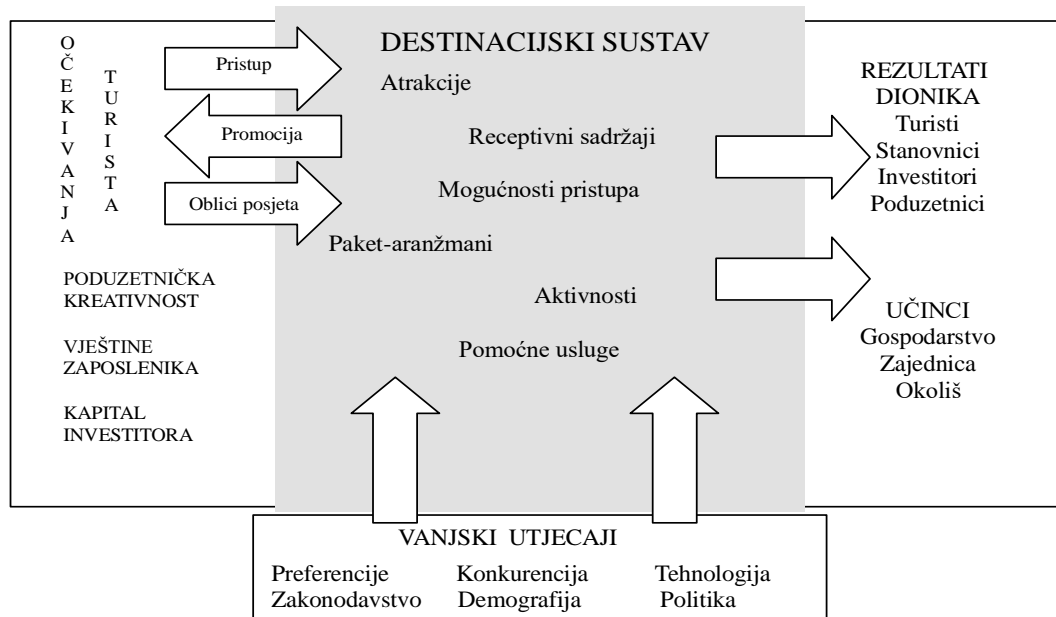 OČEKIVANJA
TURISTA
Pristup
Promocija
Oblici posjeta
PODUZETNIČKA
KREATIVNOST
VJEŠTINE
ZAPOSLENIKA
KAPITAL
INVESTITORA
DESTINACIJSKI SUSTAV
Atrakcije
Receptivni sadržaji
Mogućnosti pristupa
Paket-aranžmani
Aktivnosti
Pomoćne usluge
REZULTATI
DIONIKA
Turisti
Stanovnici
Investitori
Poduzetnici
UČINCI
Gospodarstvo
Zajednica
Okoliš
VANJSKI UTJECAJI
Preferencije Konkurencija Tehnologija
Zakonodavstvo Demografija Politika